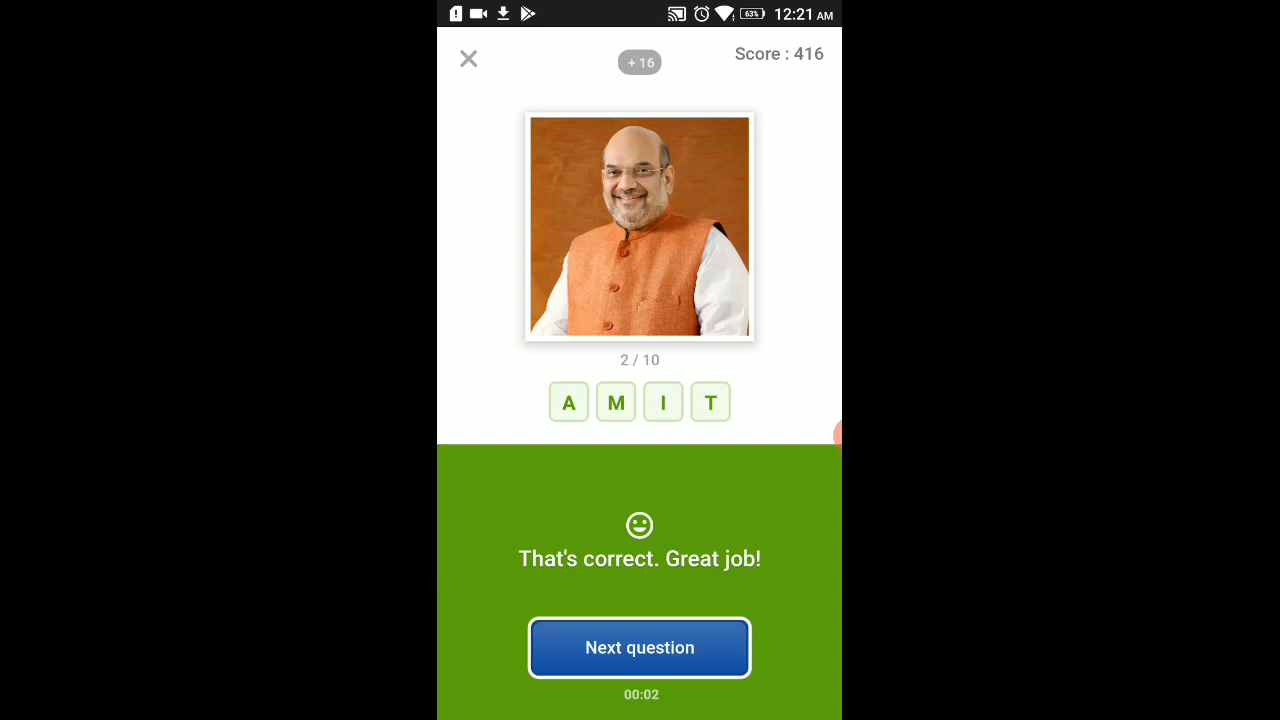 63% 12:21 AM
+ 16
Score : 416
2 / 10
A M I T
That's correct. Great job!
Next question
00:02